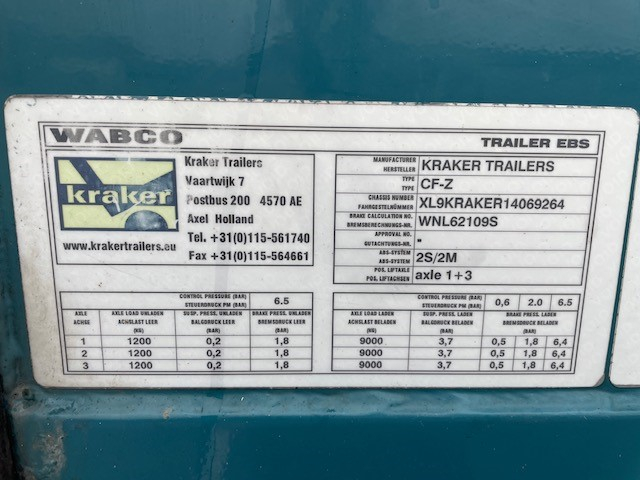 WABCO
TRAILER EBS
kraker
www.krakertrailers.eu
Kraker Trailers
Vaartwijk 7
Postbus 200 4570 AE
Axel Holland
Tel. +31(0)115-561740
Fax +31(0)115-564661
MANUFACTURER
HERSTELLER KRAKER TRAILERS
TYPE
TYP CF-Z
CHASSIS NUMBER
FAHRGESTELNÜMMER XL9KRAKER14069264
BRAKE CALCULATION NO.
BREMSBERECHNUNG-NR. WNL62109S
APPROVAL NO.
GUTACHTUNGS-NR. -
ABS-SYSTEM
ABS-SYSTEM 2S/2M
POS. LIFTAXLE
POS. LIFTACHSEN axle 1+3
CONTROL PRESSURE (BAR)
STEUERDRUCK PM (BAR) 6.5
AXLE AXLE LOAD UNLADEN SUSP. PRESS. UNLADEN BRAKE PRESS. UNLADEN
ACHSE ACHSLAST LEER BALGDRUCK LEER BREMSDRUCK LEER
(KG) (BAR) (BAR)
1 1200 0,2 1,8
2 1200 0,2 1,8
3 1200 0,2 1,8
CONTROL PRESSURE (BAR)
STEUERDRUCK PM (BAR) 0,6 2.0 6.5
AXLE LOAD LADEN SUSP. PRESS. LADEN BRAKE PRESS. LADEN
ACHSLAST BELADEN BALGDRUCK BELADEN BREMSDRUCK BELADEN
(KG) (BAR) (BAR)
9000 3,7 0,5 1,8 6,4
9000 3,7 0,5 1,8 6,4
9000 3,7 0,5 1,8 6,4